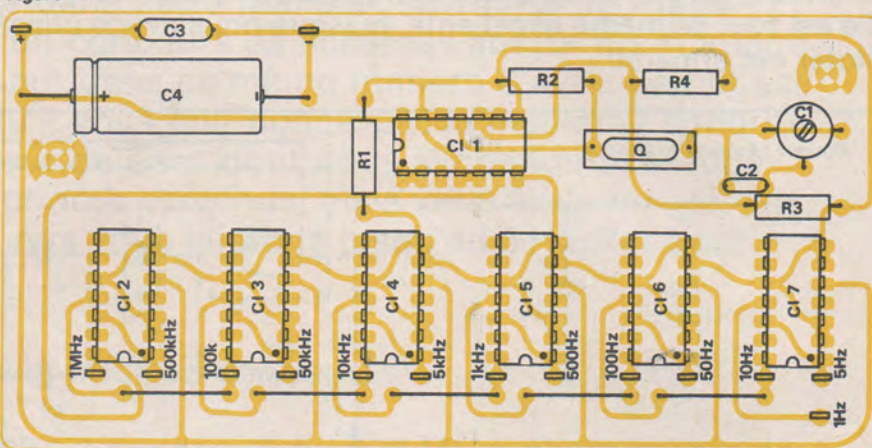 C3
+
-
C4
+
R2
R4
C1
R1
CI 1
Q
C2
R3
CI 2
CI 3
CI 4
CI 5
CI 6
CI 7
1MHz
500kHz
100k
50kHz
10kHz
5kHz
1kHz
500Hz
100Hz
50Hz
10Hz
5Hz
1Hz